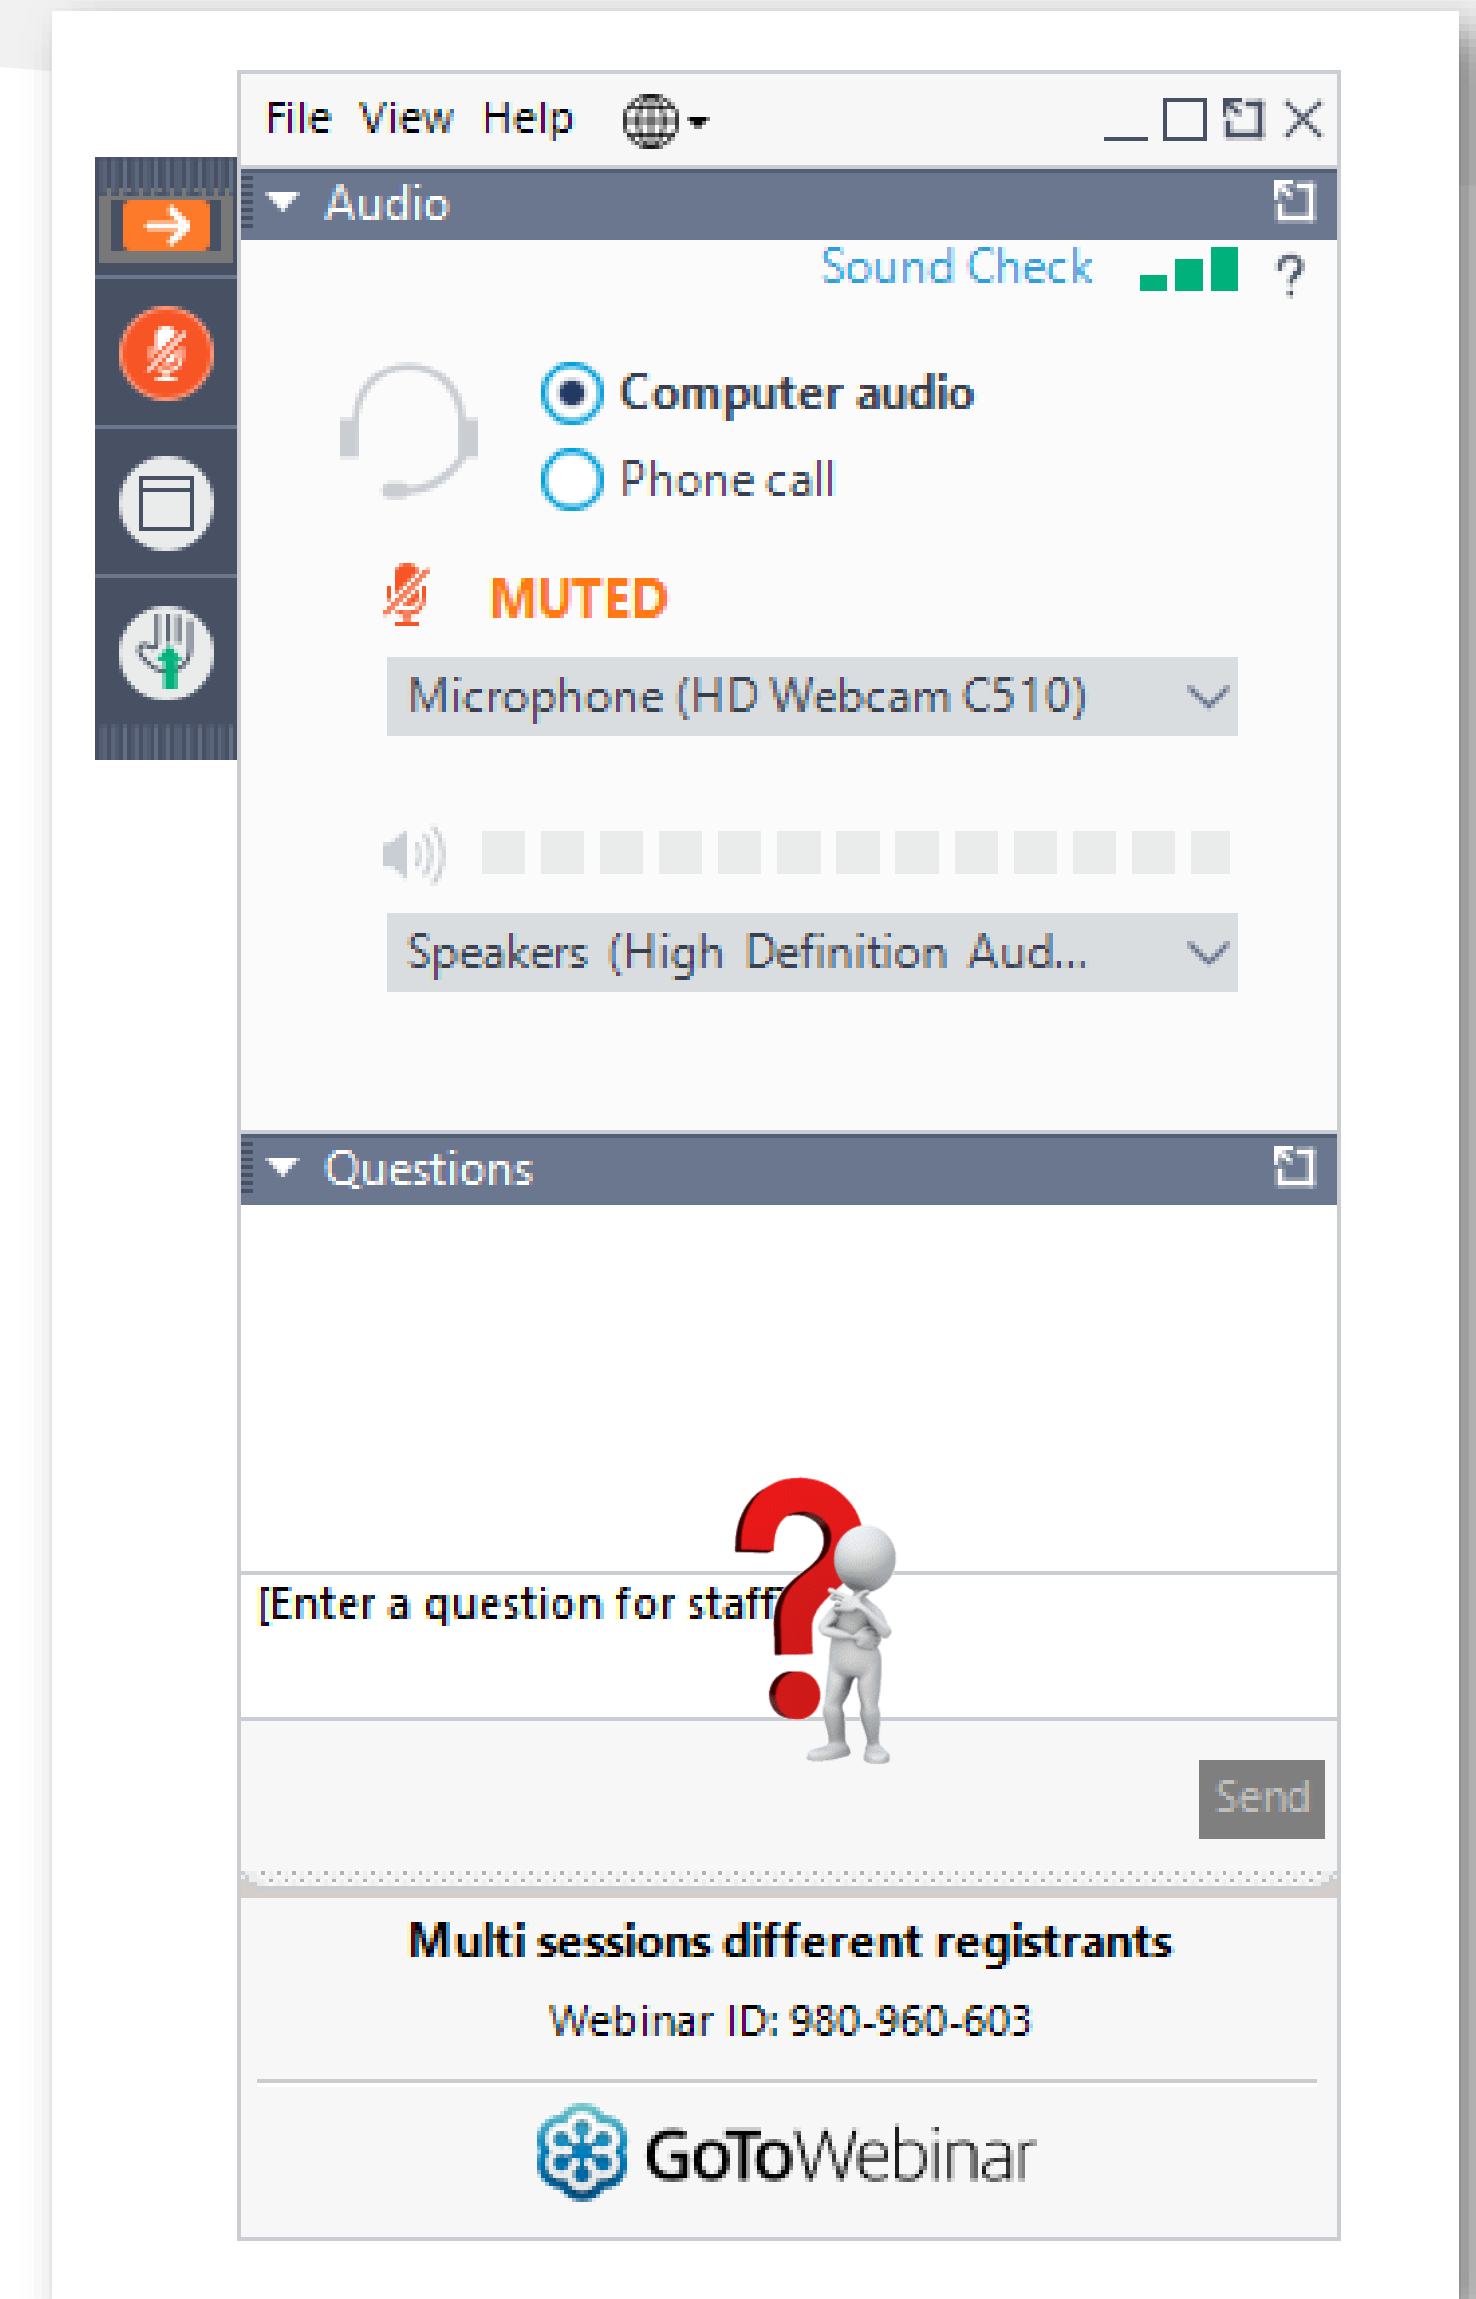 File View Help
Audio
Sound Check ?
Computer audio
Phone call
MUTED
Microphone (HD Webcam C510)
Speakers (High Definition Aud...
Questions
[Enter a question for staff]
Send
Multi sessions different registrants
Webinar ID: 980-960-603
GoToWebinar